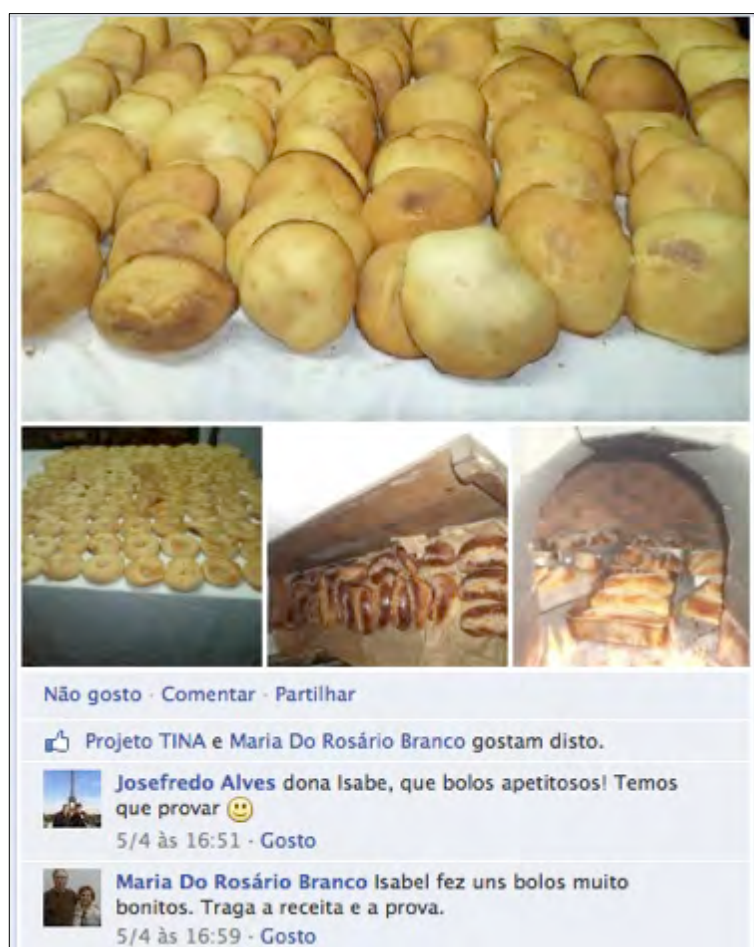 Não gosto · Comentar · Partilhar
Projeto TINA e Maria Do Rosário Branco gostam disto.
Josefredo Alves dona Isabe, que bolos apetitosos! Temos
que provar 🙂
5/4 às 16:51 · Gosto
Maria Do Rosário Branco Isabel fez uns bolos muito
bonitos. Traga a receita e a prova.
5/4 às 16:59 · Gosto